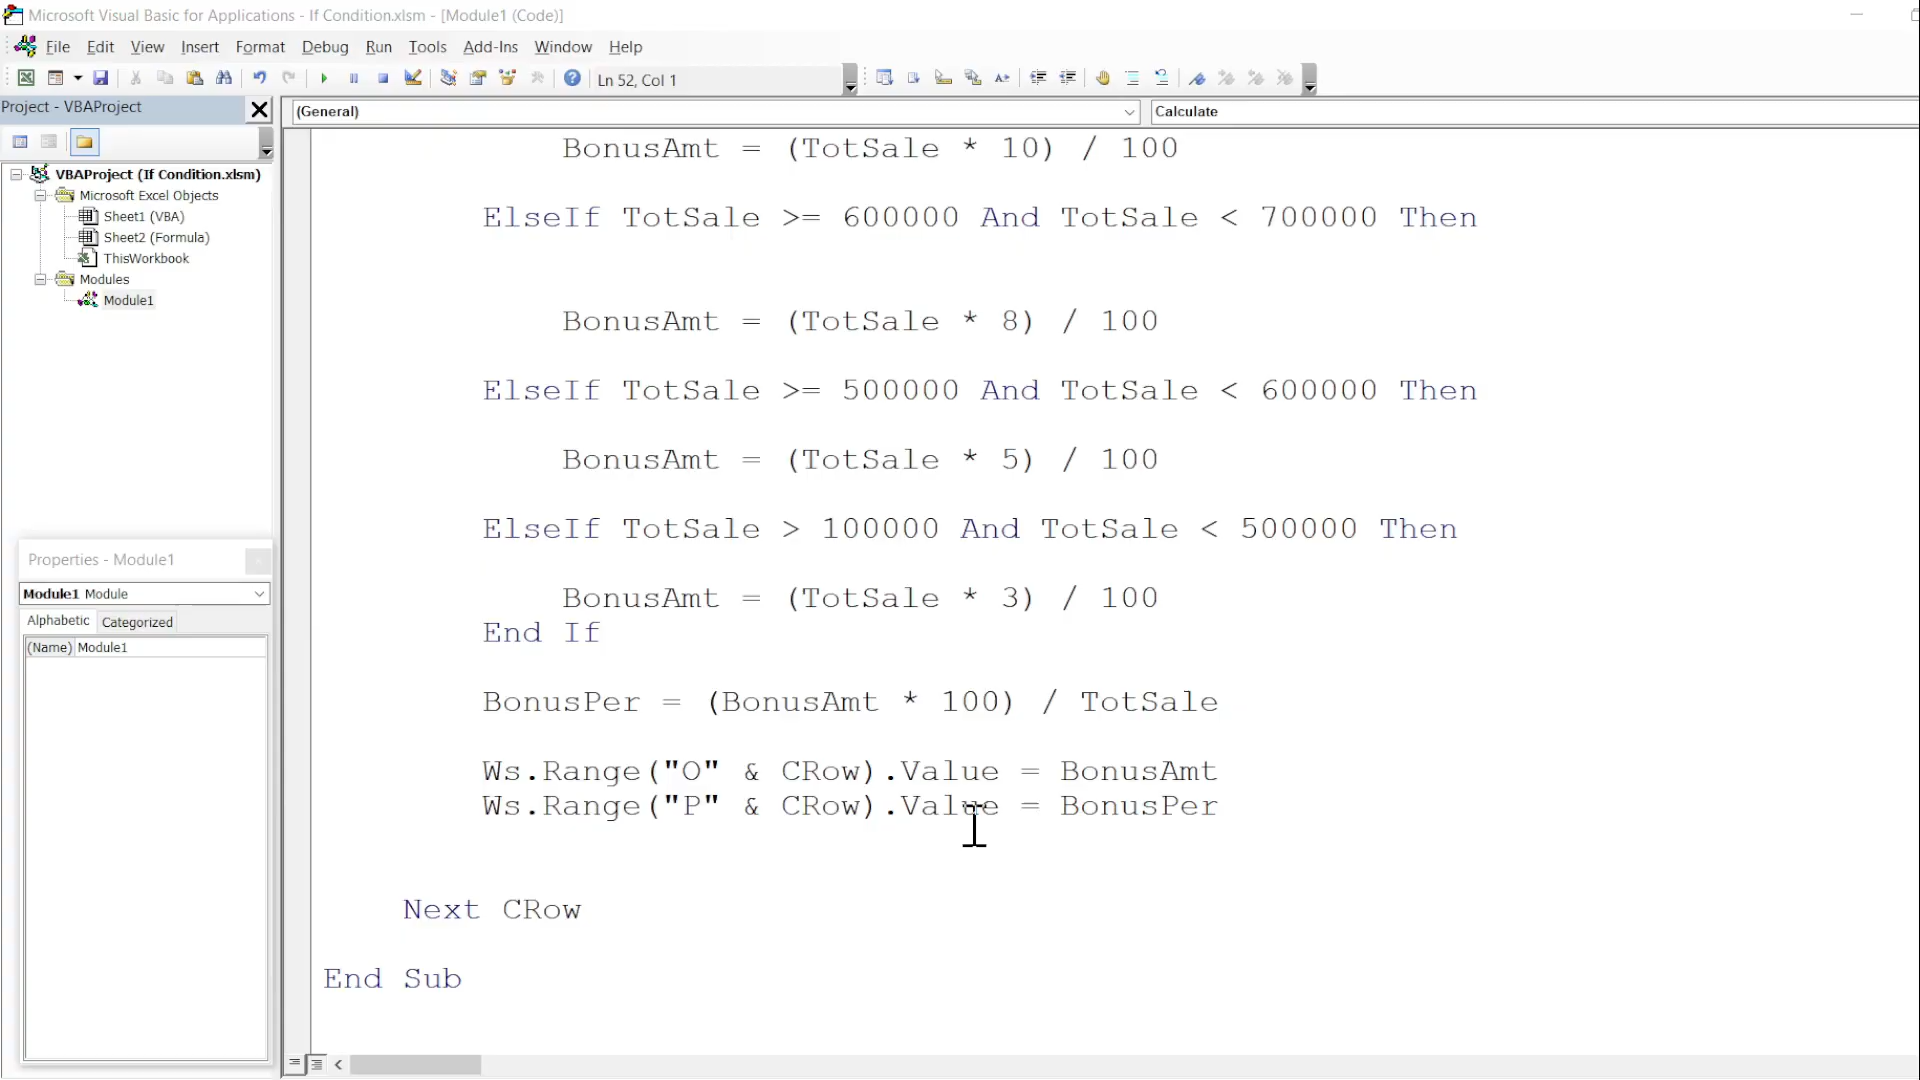 Microsoft Visual Basic for Applications - If Condition.xlsm - [Module1 (Code)]
File Edit View Insert Format Debug Run Tools Add-Ins Window Help
Ln 52, Col 1
Project - VBAProject
(General)
Calculate
VBAProject (If Condition.xlsm)
Microsoft Excel Objects
Sheet1 (VBA)
Sheet2 (Formula)
ThisWorkbook
Modules
Module1
Properties - Module1
Module1 Module
Alphabetic Categorized
(Name) Module1
BonusAmt = (TotSale * 10) / 100
ElseIf TotSale >= 600000 And TotSale < 700000 Then
BonusAmt = (TotSale * 8) / 100
ElseIf TotSale >= 500000 And TotSale < 600000 Then
BonusAmt = (TotSale * 5) / 100
ElseIf TotSale > 100000 And TotSale < 500000 Then
BonusAmt = (TotSale * 3) / 100
End If
BonusPer = (BonusAmt * 100) / TotSale
Ws.Range("O" & CRow).Value = BonusAmt
Ws.Range("P" & CRow).Value = BonusPer
Next CRow
End Sub